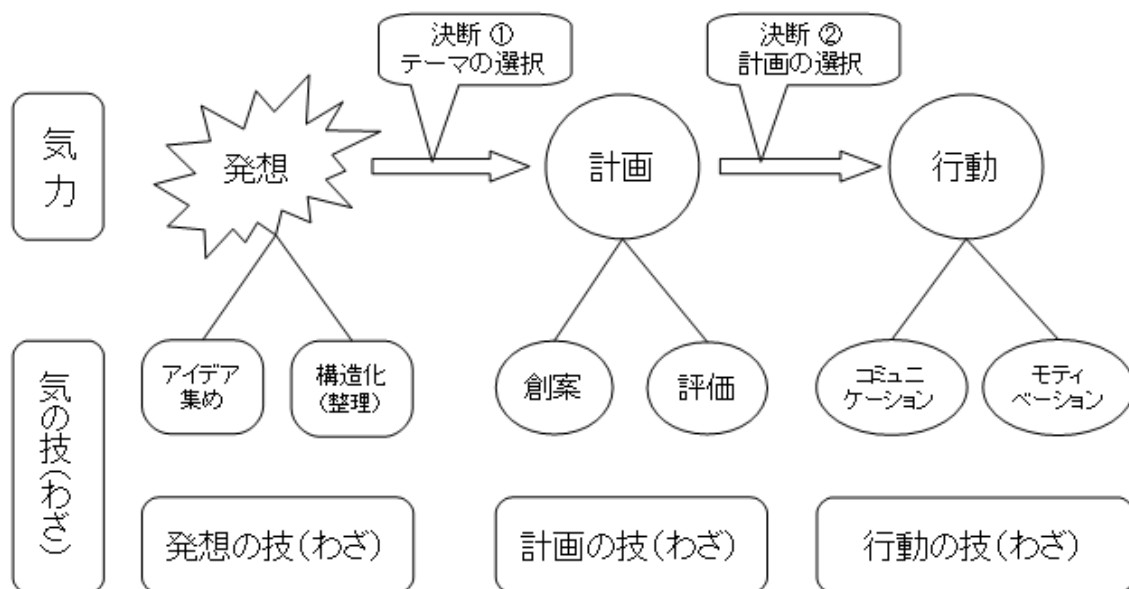 決断 ①
テーマの選択
決断 ②
計画の選択
気力
発想
計画
行動
気の技(わざ)
アイデア
集め
構造化
(整理)
創案
評価
コミュニ
ケーション
モティ
ベーション
発想の技(わざ)
計画の技(わざ)
行動の技(わざ)